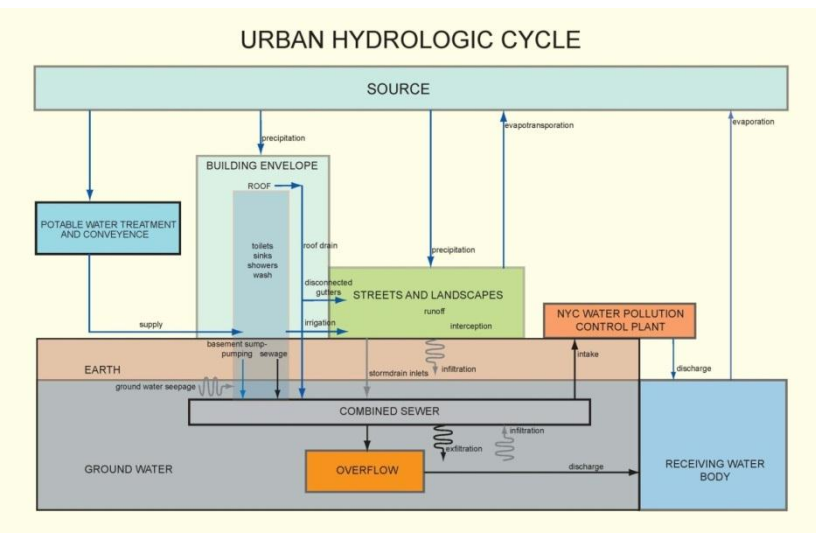 URBAN HYDROLOGIC CYCLE
SOURCE
precipitation
evapotransporation
evaporation
BUILDING ENVELOPE
ROOF
POTABLE WATER TREATMENT
AND CONVEYENCE
toilets
sinks
showers
wash
roof drain
precipitation
disconnected
gutters
STREETS AND LANDSCAPES
runoff
interception
NYC WATER POLLUTION
CONTROL PLANT
supply
irrigation
basement sump-
pumping
sewage
intake
EARTH
stormdrain inlets
infiltration
discharge
ground water seepage
COMBINED SEWER
infiltration
exfiltration
GROUND WATER
OVERFLOW
discharge
RECEIVING WATER
BODY